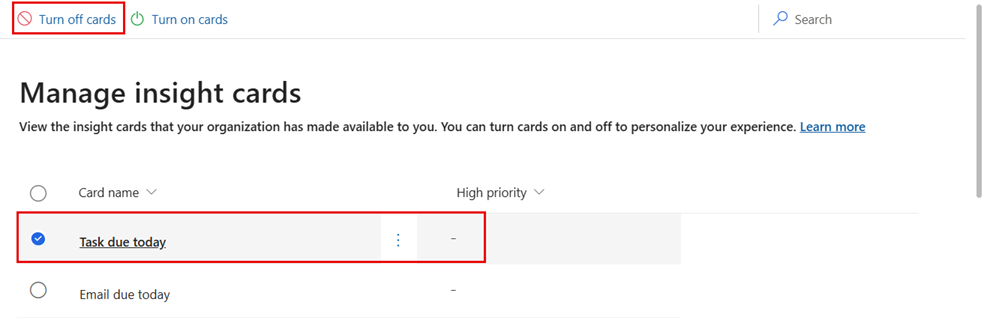 Turn off cards Turn on cards Search
Manage insight cards
View the insight cards that your organization has made available to you. You can turn cards on and off to personalize your experience. Learn more
Card name High priority
Task due today -
Email due today -